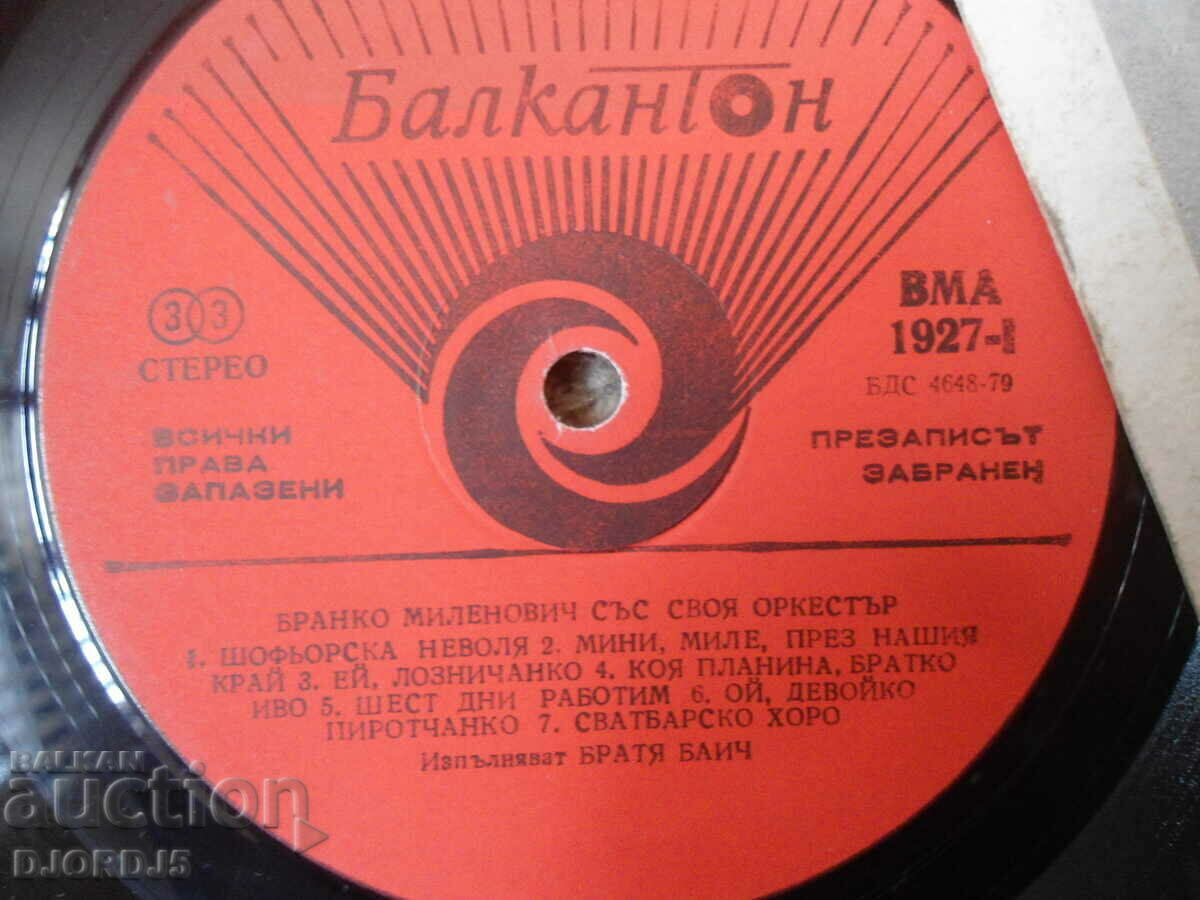 Балкантон
33
СТЕРЕО
ВМА
1927-I
БДС 4648-79
ВСИЧКИ
ПРАВА
ЗАПАЗЕНИ
ПРЕЗАПИСЪТ
ЗАБРАНЕН
БРАНКО МИЛЕНОВИЧ СЪС СВОЯ ОРКЕСТЪР
1. ШОФЬОРСКА НЕВОЛЯ 2. МИНИ, МИЛЕ, ПРЕЗ НАШИЯ
КРАЙ 3. ЕЙ, ЛОЗНИЧАНКО 4. КОЯ ПЛАНИНА, БРАТКО
ИВО 5. ШЕСТ ДНИ РАБОТИМ 6. ОЙ, ДЕВОЙКО
ПИРОТЧАНКО 7. СВАТБАРСКО ХОРО
Изпълняват БРАТЯ БАИЧ
BALKAN
auction
DJORDJ5